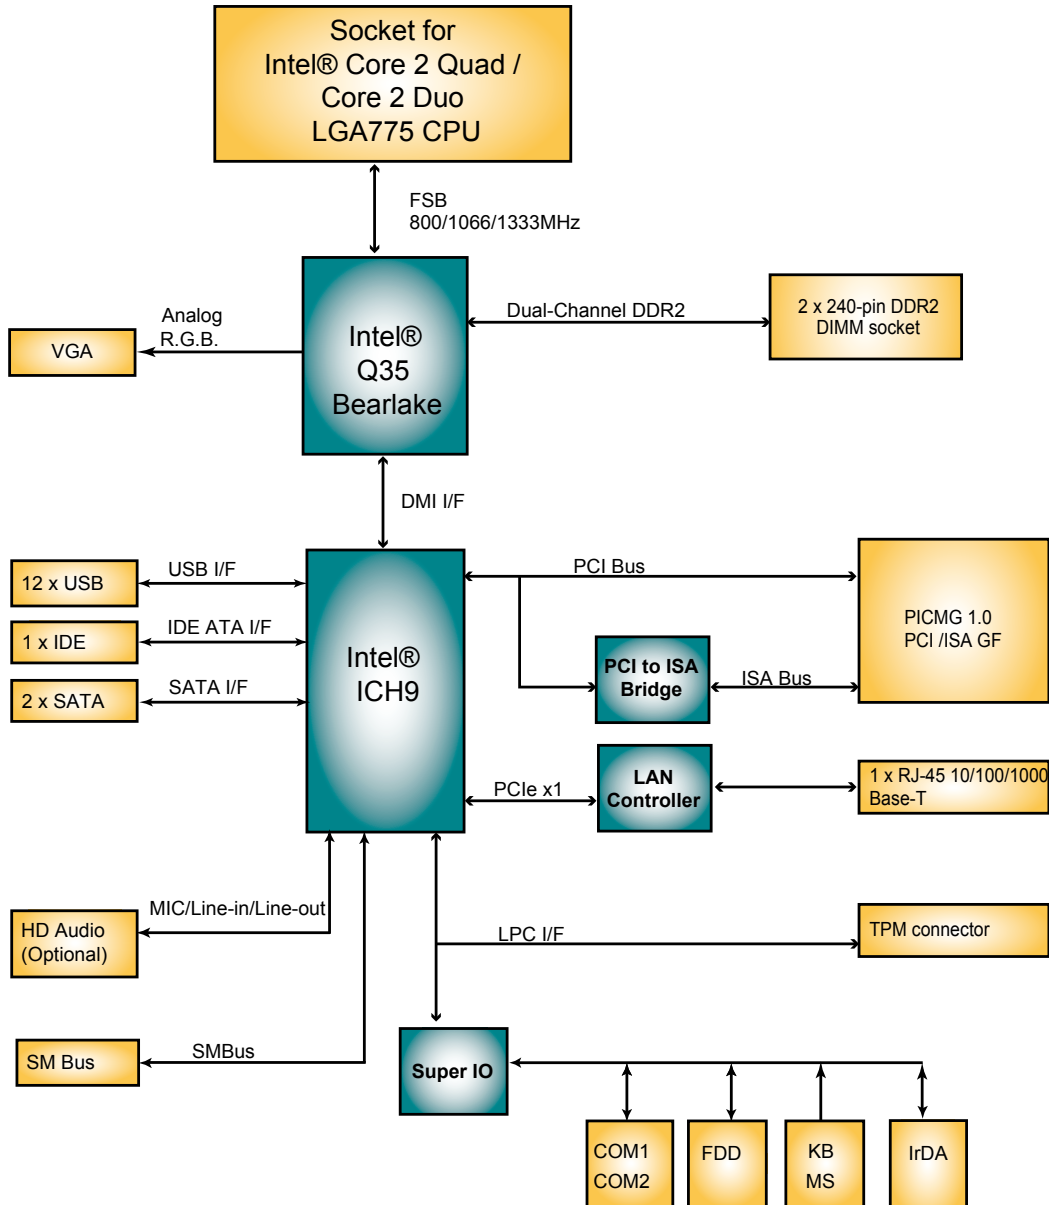 Socket for
Intel® Core 2 Quad /
Core 2 Duo
LGA775 CPU
FSB
800/1066/1333MHz
Analog
R.G.B.
VGA
Intel®
Q35
Bearlake
Dual-Channel DDR2
2 x 240-pin DDR2
DIMM socket
DMI I/F
12 x USB
USB I/F
1 x IDE
IDE ATA I/F
2 x SATA
SATA I/F
Intel®
ICH9
PCI Bus
PICMG 1.0
PCI /ISA GF
PCI to ISA
Bridge
ISA Bus
PCIe x1
LAN
Controller
1 x RJ-45 10/100/1000
Base-T
MIC/Line-in/Line-out
HD Audio
(Optional)
LPC I/F
TPM connector
SM Bus
SMBus
Super IO
COM1
COM2
FDD
KB
MS
IrDA